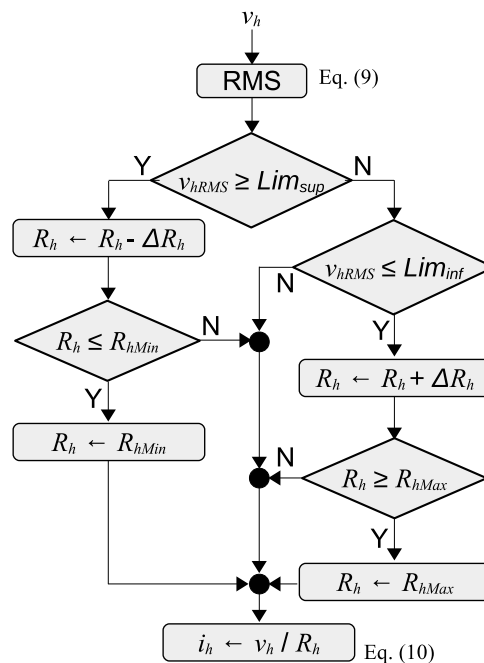 v_h
RMS Eq. (9)
Y N
v_hRMS ≥ Lim_sup
R_h ← R_h - ΔR_h
v_hRMS ≤ Lim_inf
N
Y
R_h ≤ R_hMin
N
Y
R_h ← R_h + ΔR_h
R_h ← R_hMin
N
R_h ≥ R_hMax
Y
R_h ← R_hMax
i_h ← v_h / R_h Eq. (10)